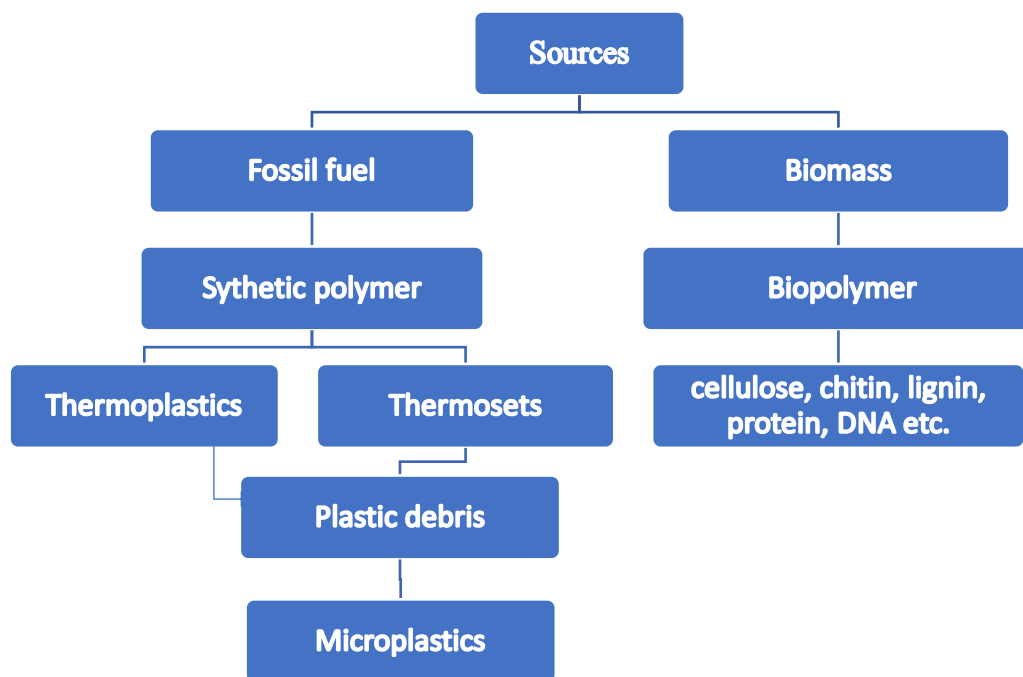 Sources
Fossil fuel
Biomass
Sythetic polymer
Biopolymer
Thermoplastics
Thermosets
cellulose, chitin, lignin,
protein, DNA etc.
Plastic debris
Microplastics